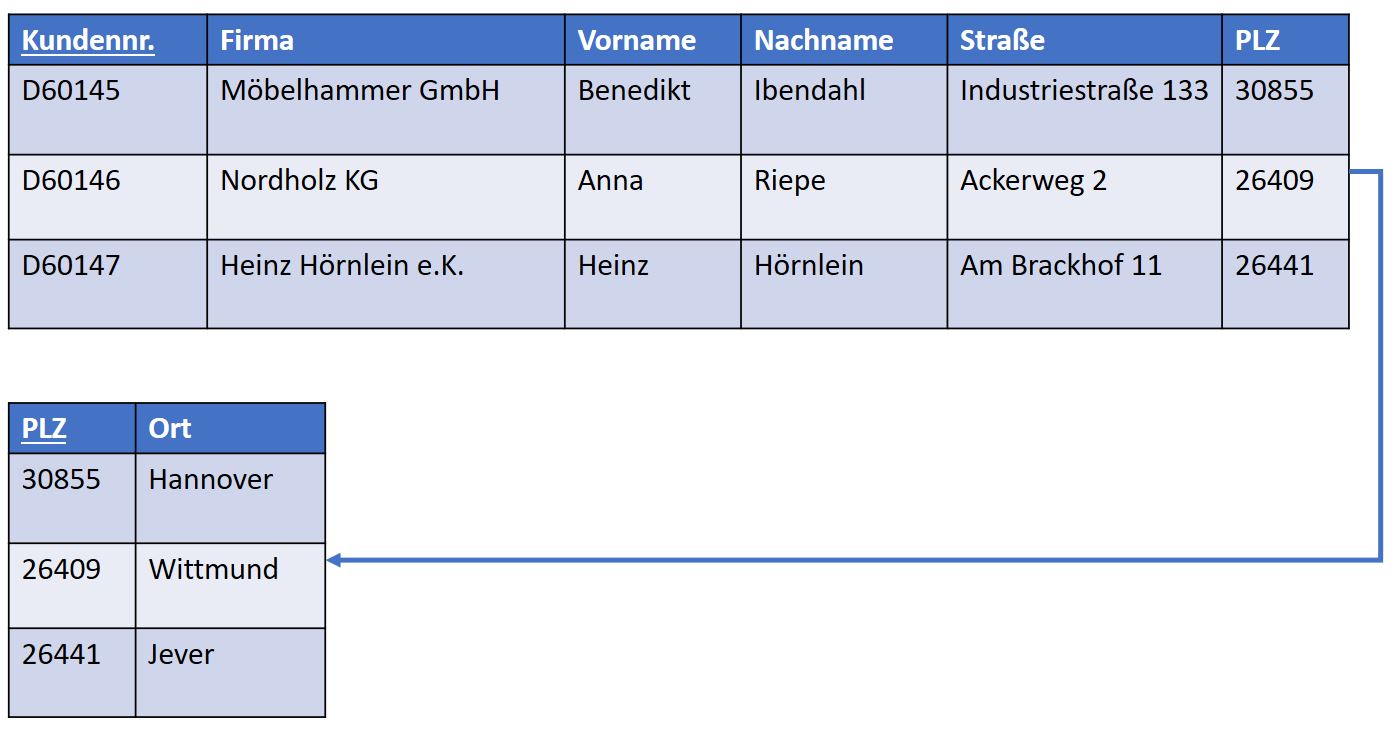 Kundennr. Firma Vorname Nachname Straße PLZ
D60145 Möbelhammer GmbH Benedikt Ibendahl Industriestraße 133 30855
D60146 Nordholz KG Anna Riepe Ackerweg 2 26409
D60147 Heinz Hörnlein e.K. Heinz Hörnlein Am Brackhof 11 26441
PLZ Ort
30855 Hannover
26409 Wittmund
26441 Jever